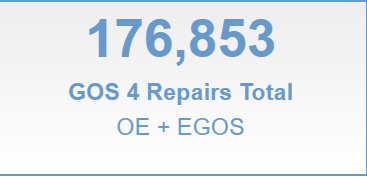 176,853
GOS 4 Repairs Total
OE + EGOS